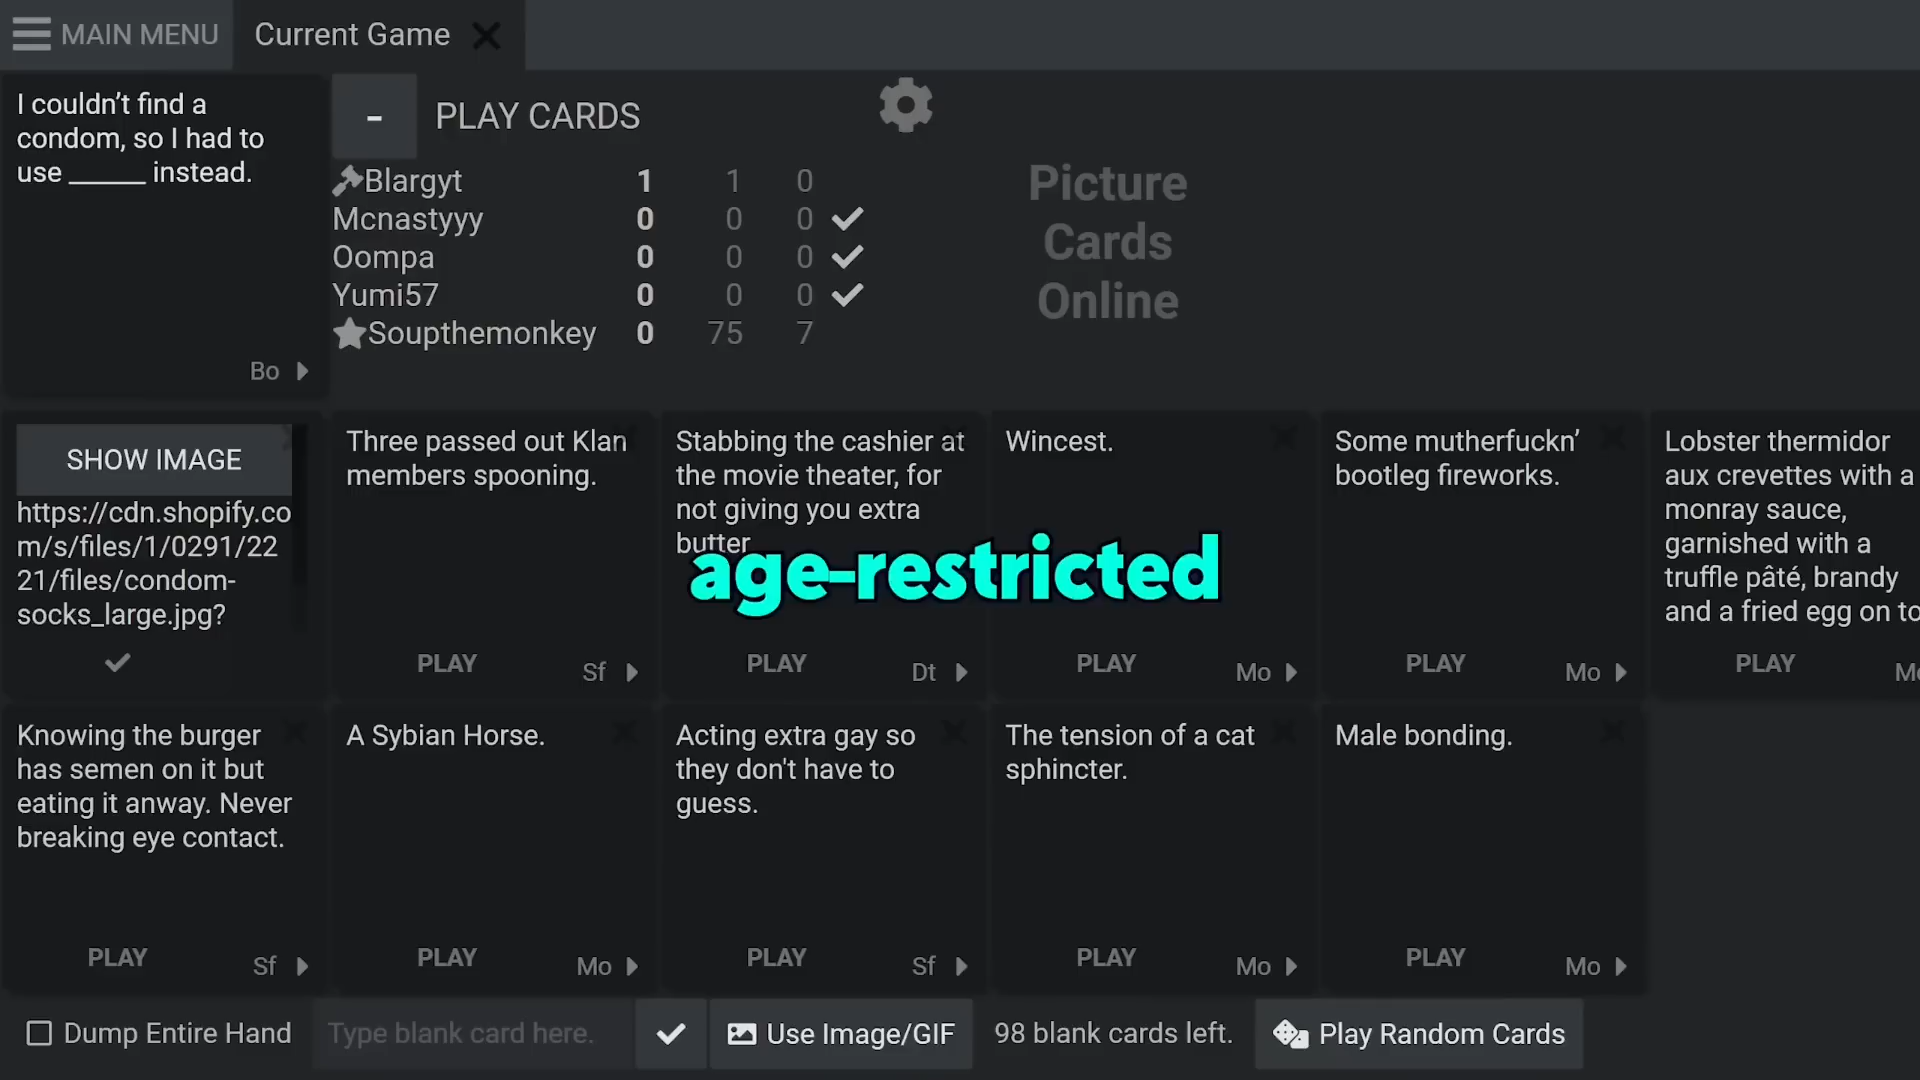 MAIN MENU
Current Game
I couldn’t find a
condom, so I had to
use ______ instead.
Bo
-
PLAY CARDS
Blargyt 1 1 0
Mcnastyyy 0 0 0
Oompa 0 0 0
Yumi57 0 0 0
Soupthemonkey 0 75 7
Picture
Cards
Online
SHOW IMAGE
https://cdn.shopify.co
m/s/files/1/0291/22
21/files/condom-
socks_large.jpg?
Three passed out Klan
members spooning.
PLAY
Sf
Stabbing the cashier at
the movie theater, for
not giving you extra
butter
PLAY
Dt
Wincest.
PLAY
Mo
Some mutherfuckn’
bootleg fireworks.
PLAY
Mo
Lobster thermidor
aux crevettes with a
monray sauce,
garnished with a
truffle pâté, brandy
and a fried egg on to
PLAY
Mo
age-restricted
Knowing the burger
has semen on it but
eating it anway. Never
breaking eye contact.
PLAY
Sf
A Sybian Horse.
PLAY
Mo
Acting extra gay so
they don't have to
guess.
PLAY
Sf
The tension of a cat
sphincter.
PLAY
Mo
Male bonding.
PLAY
Mo
Dump Entire Hand
Type blank card here.
Use Image/GIF
98 blank cards left.
Play Random Cards